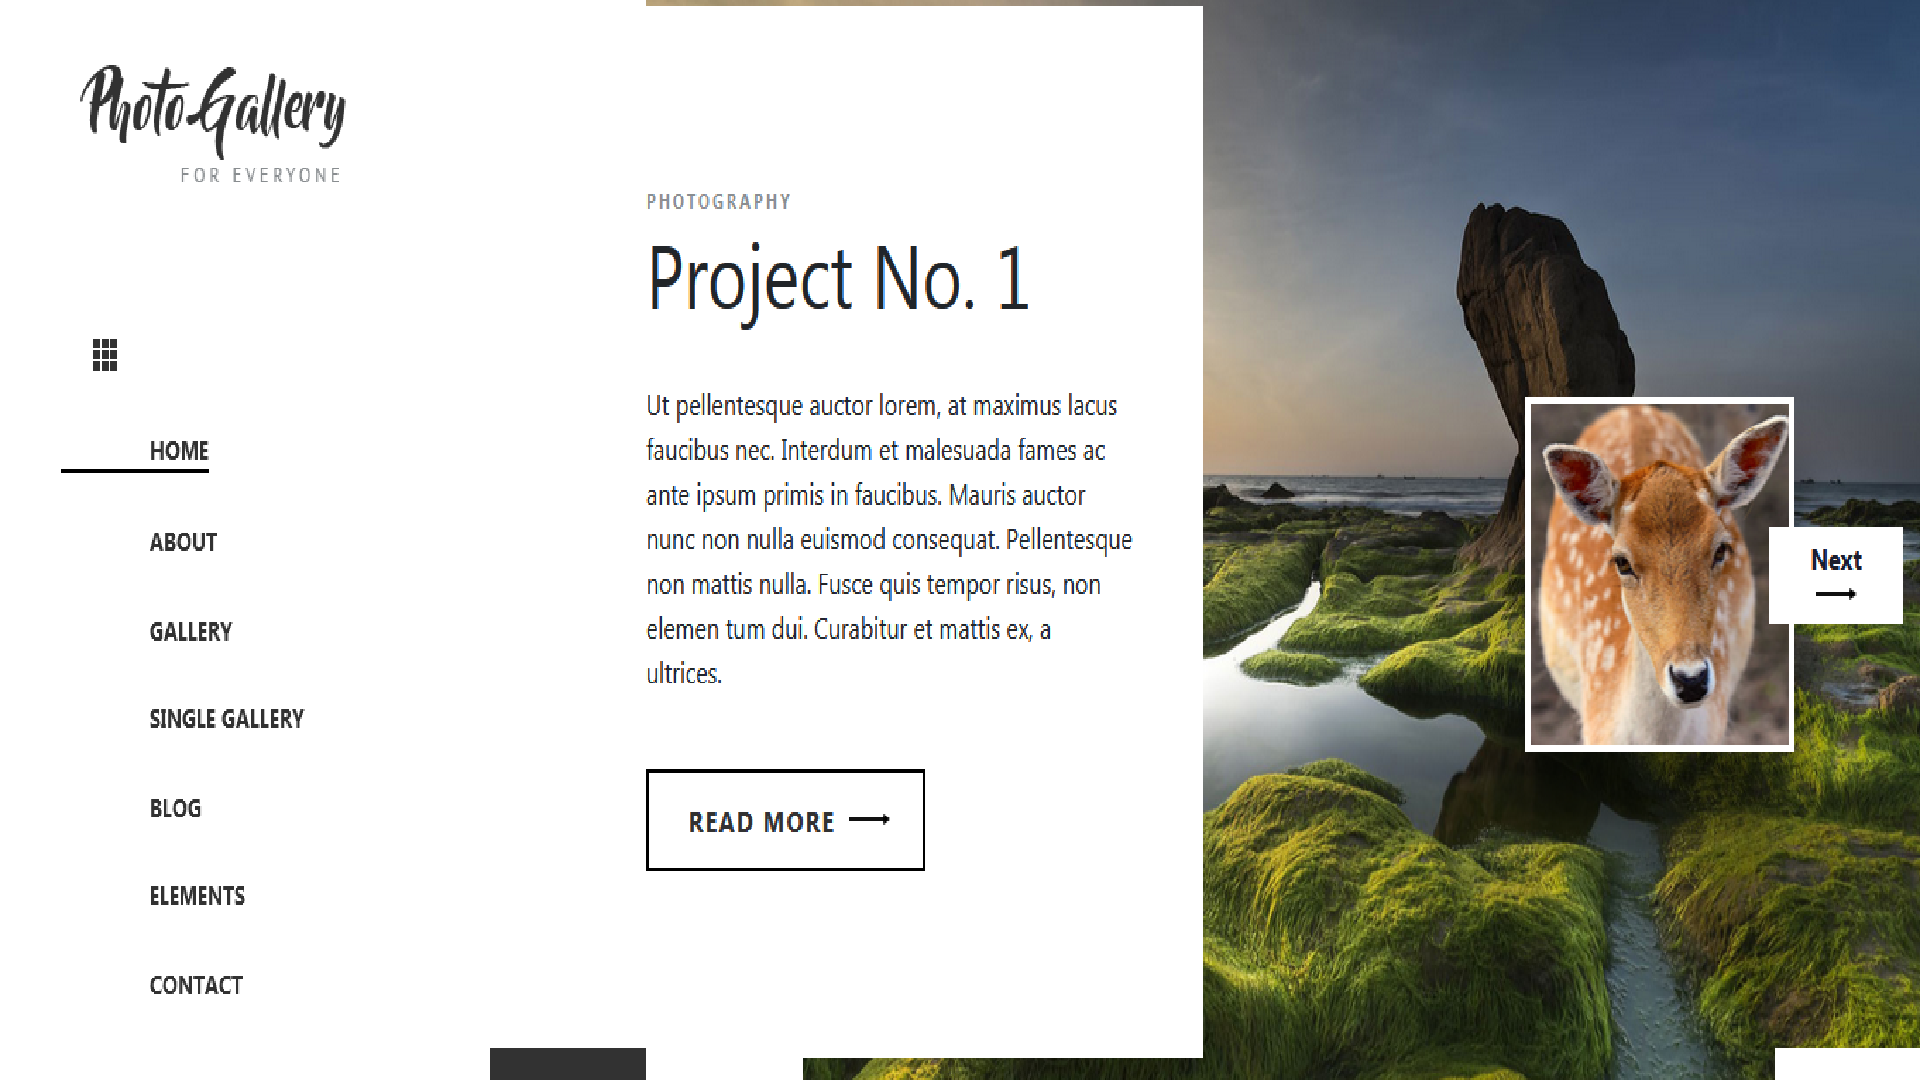 Photo Gallery
FOR EVERYONE
HOME
ABOUT
GALLERY
SINGLE GALLERY
BLOG
ELEMENTS
CONTACT
PHOTOGRAPHY
Project No. 1
Ut pellentesque auctor lorem, at maximus lacus
faucibus nec. Interdum et malesuada fames ac
ante ipsum primis in faucibus. Mauris auctor
nunc non nulla euismod consequat. Pellentesque
non mattis nulla. Fusce quis tempor risus, non
elemen tum dui. Curabitur et mattis ex, a
ultrices.
READ MORE
Next